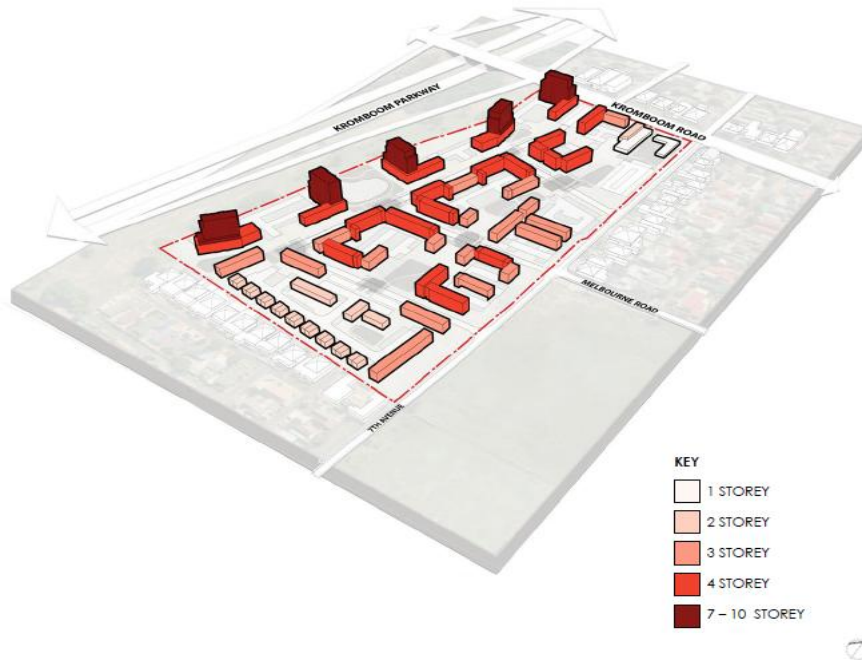 KROMBOOM PARKWAY
KROMBOOM ROAD
MELBOURNE ROAD
7TH AVENUE
KEY
1 STOREY
2 STOREY
3 STOREY
4 STOREY
7 – 10 STOREY